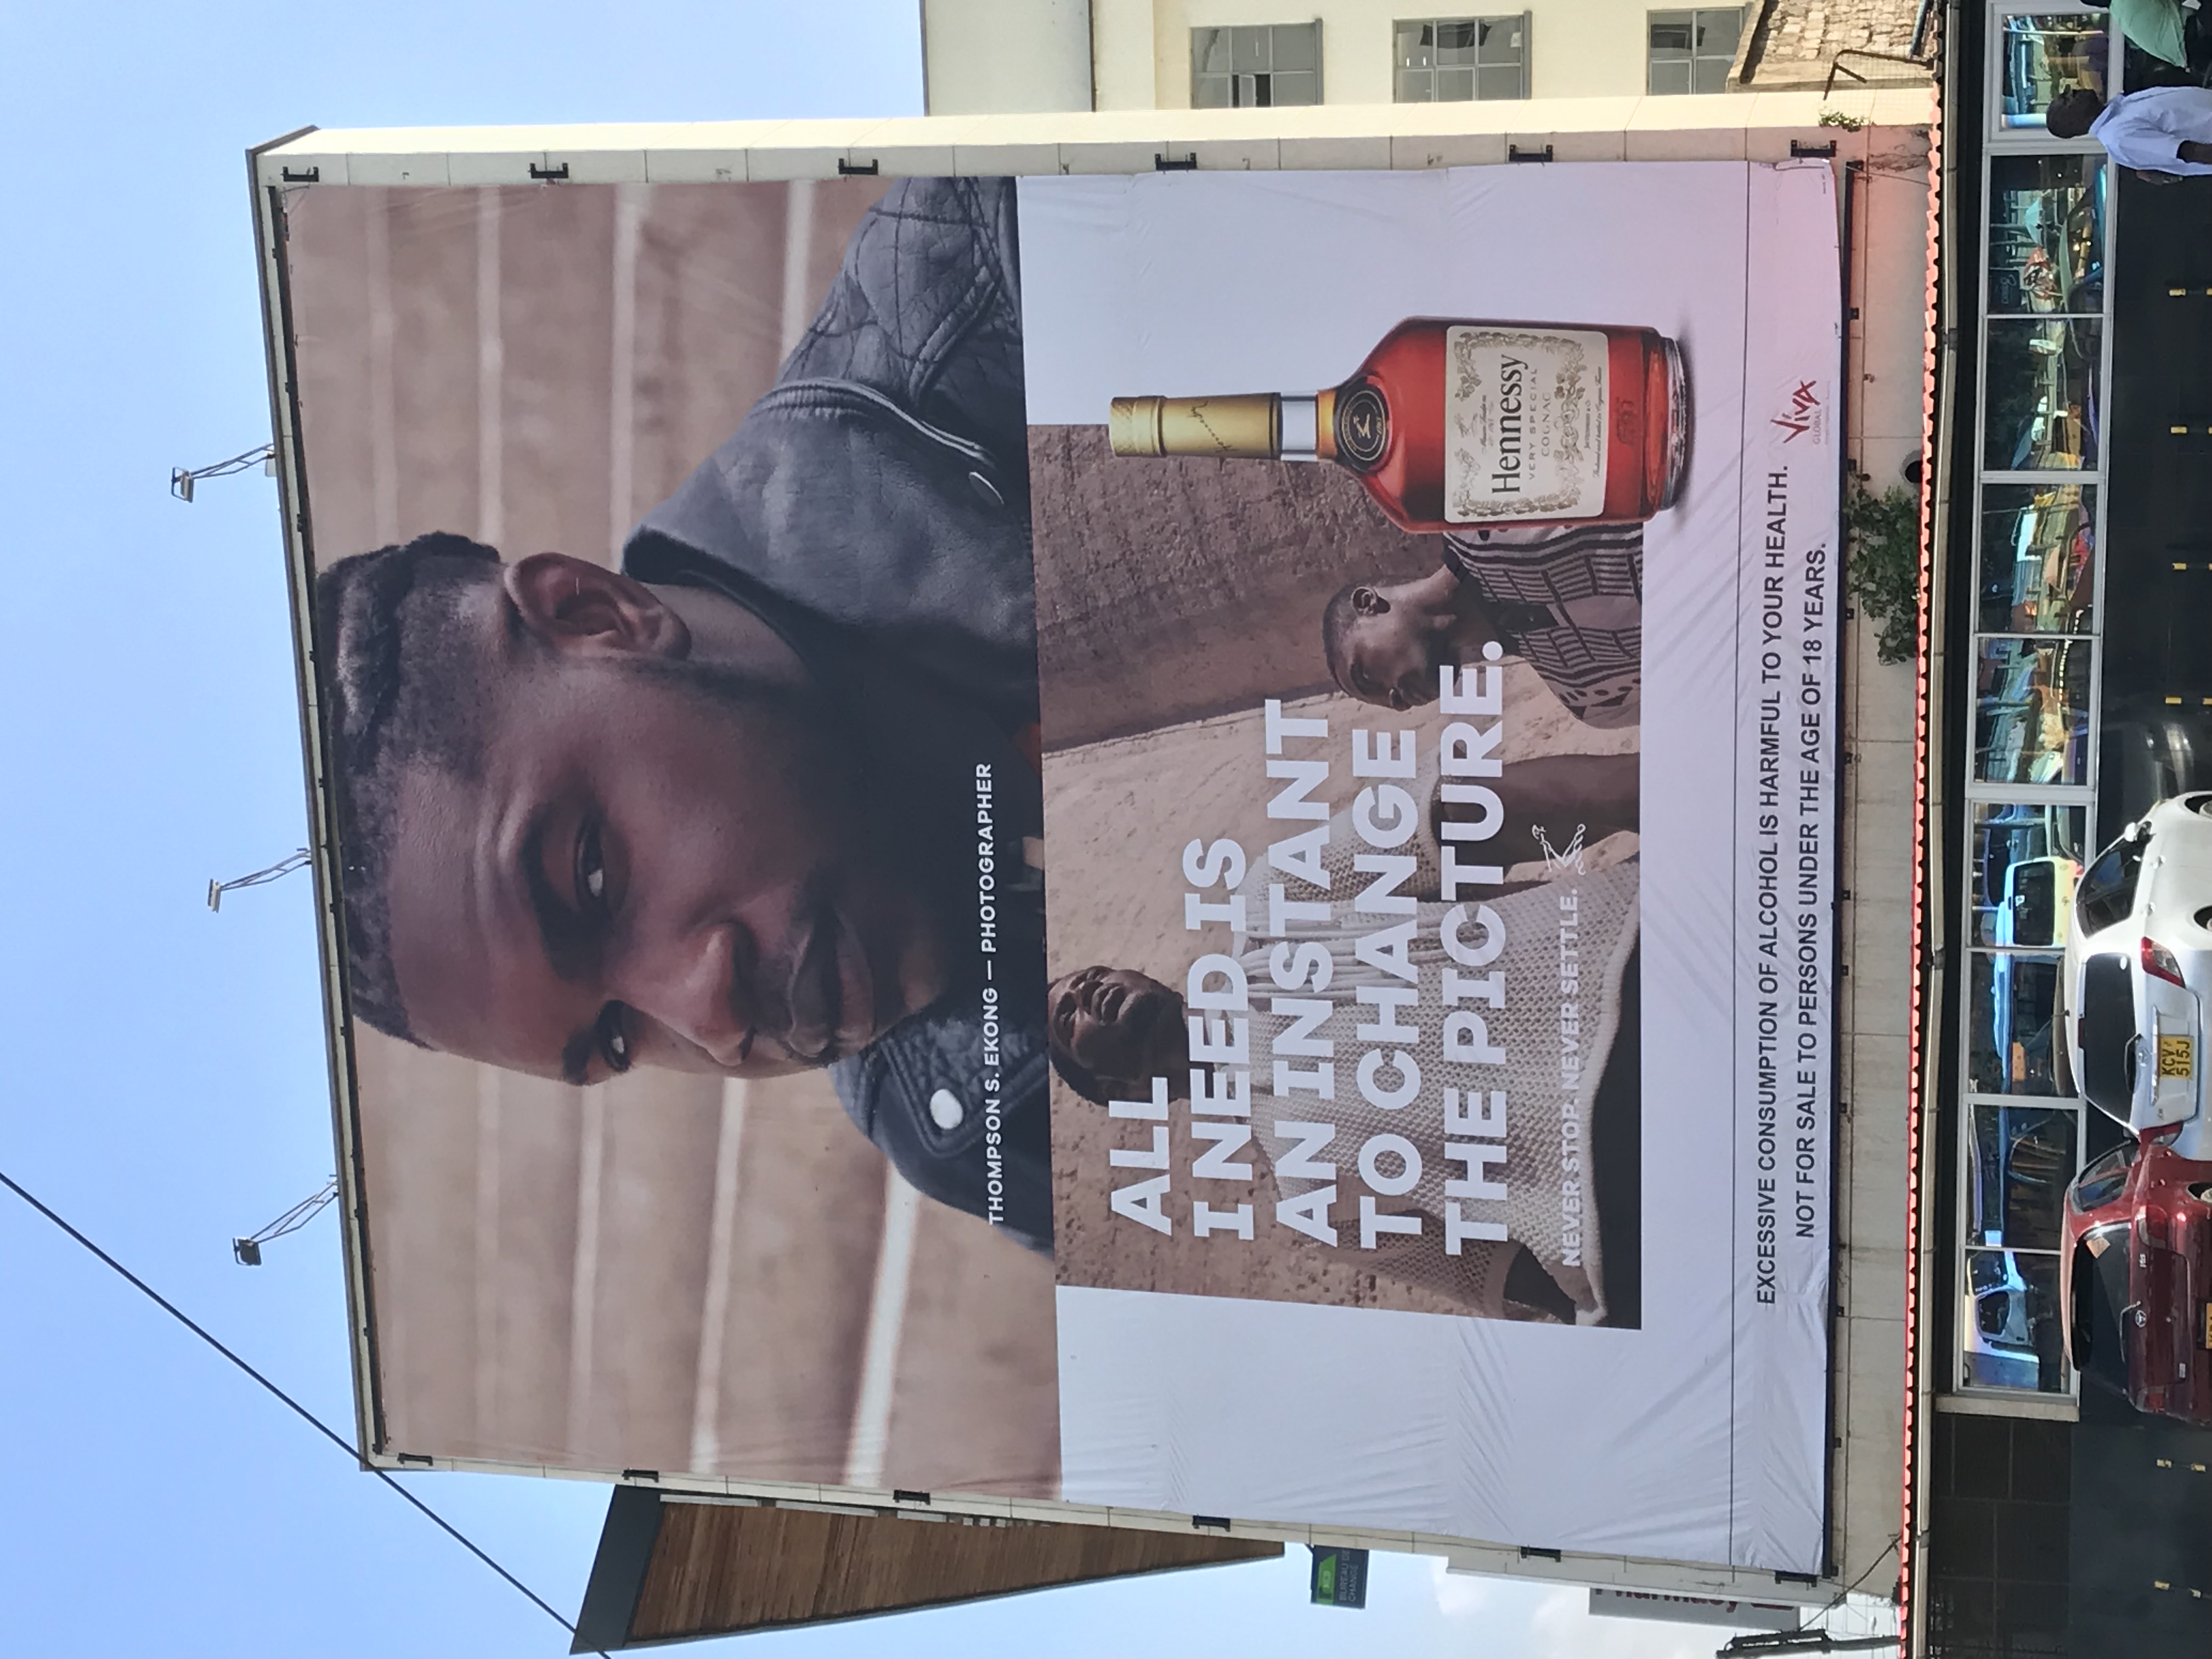 THOMPSON S. EKONG — PHOTOGRAPHER
ALL
I NEED IS
AN INSTANT
TO CHANGE
THE PICTURE.
NEVER STOP. NEVER SETTLE.
Hennessy
VERY SPECIAL
COGNAC
EXCESSIVE CONSUMPTION OF ALCOHOL IS HARMFUL TO YOUR HEALTH.
NOT FOR SALE TO PERSONS UNDER THE AGE OF 18 YEARS.
ViVA
GLOBAL
BUREAU DE
CHANGE
KCV
515J